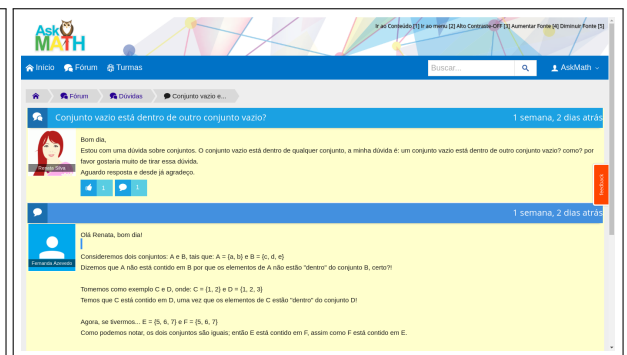 Ask
MATH
Ir ao Conteúdo [1] Ir ao menu [2] Alto Contraste-OFF [3] Aumentar Fonte [4] Diminuir Fonte [5]
Início Fórum Turmas Buscar... AskMath
Fórum Dúvidas Conjunto vazio e...
Conjunto vazio está dentro de outro conjunto vazio? 1 semana, 2 dias atrás
Bom dia,
Estou com uma dúvida sobre conjuntos. O conjunto vazio está dentro de qualquer conjunto, a minha dúvida é: um conjunto vazio está dentro de outro conjunto vazio? como? por
favor gostaria muito de tirar essa dúvida.
Aguardo resposta e desde já agradeço.
Renata Silva
1 1
feedback
1 semana, 2 dias atrás
Olá Renata, bom dia!
Fernanda Azevedo
Consideremos dois conjuntos: A e B, tais que: A = {a, b} e B = {c, d, e}
Dizemos que A não está contido em B por que os elementos de A não estão "dentro" do conjunto B, certo?!
Tomemos como exemplo C e D, onde: C = {1, 2} e D = {1, 2, 3}
Temos que C está contido em D, uma vez que os elementos de C estão "dentro" do conjunto D!
Agora, se tivermos... E = {5, 6, 7} e F = {5, 6, 7}
Como podemos notar, os dois conjuntos são iguais; então E está contido em F, assim como F está contido em E.